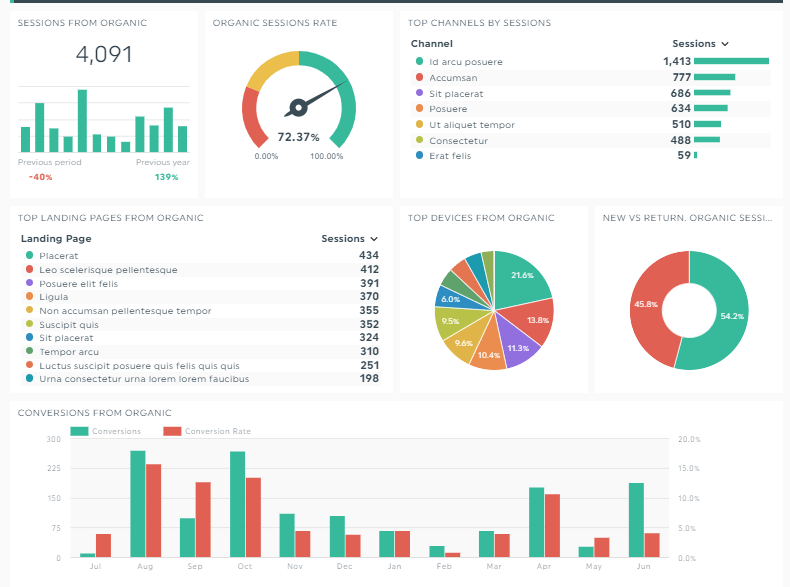 SESSIONS FROM ORGANIC
4,091
Previous period
Previous year
-40%
139%
ORGANIC SESSIONS RATE
72.37%
0.00%
100.00%
TOP CHANNELS BY SESSIONS
Channel Sessions
Id arcu posuere 1,413
Accumsan 777
Sit placerat 686
Posuere 634
Ut aliquet tempor 510
Consectetur 488
Erat felis 59
TOP LANDING PAGES FROM ORGANIC
Landing Page Sessions
Placerat 434
Leo scelerisque pellentesque 412
Posuere elit felis 391
Ligula 370
Non accumsan pellentesque tempor 355
Suscipit quis 352
Sit placerat 324
Tempor arcu 310
Luctus suscipit posuere quis felis quis quis 251
Urna consectetur urna lorem lorem faucibus 198
TOP DEVICES FROM ORGANIC
21.6%
13.8%
11.3%
10.4%
9.6%
9.5%
6.0%
NEW VS RETURN. ORGANIC SESSI...
45.8%
54.2%
CONVERSIONS FROM ORGANIC
Conversions Conversion Rate
300 20.0%
225 15.0%
150 10.0%
75 5.0%
0 0.0%
Jul Aug Sep Oct Nov Dec Jan Feb Mar Apr May Jun